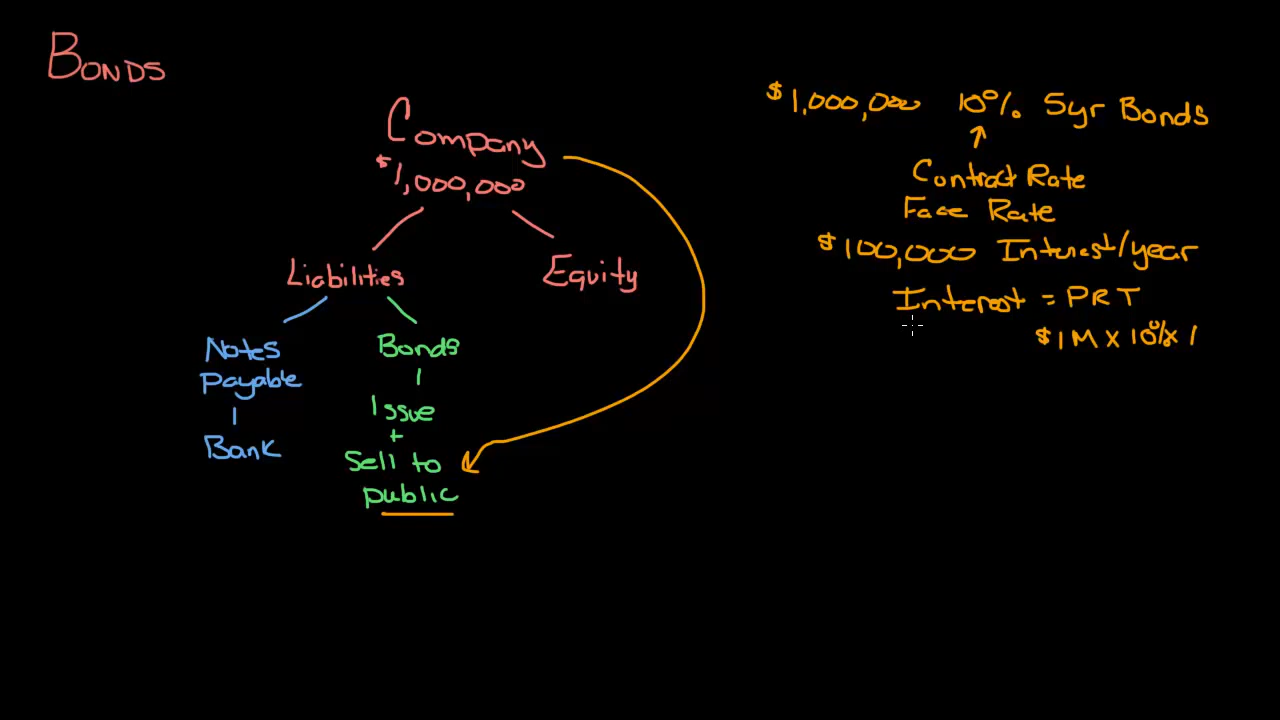 Bonds
Company
$1,000,000
Liabilities
Equity
Notes
Payable
Bank
Bonds
Issue
+
Sell to
public
$1,000,000 10% 5yr Bonds
Contract Rate
Face Rate
$100,000 Interest/year
Interest = PRT
$1M x 10% x 1